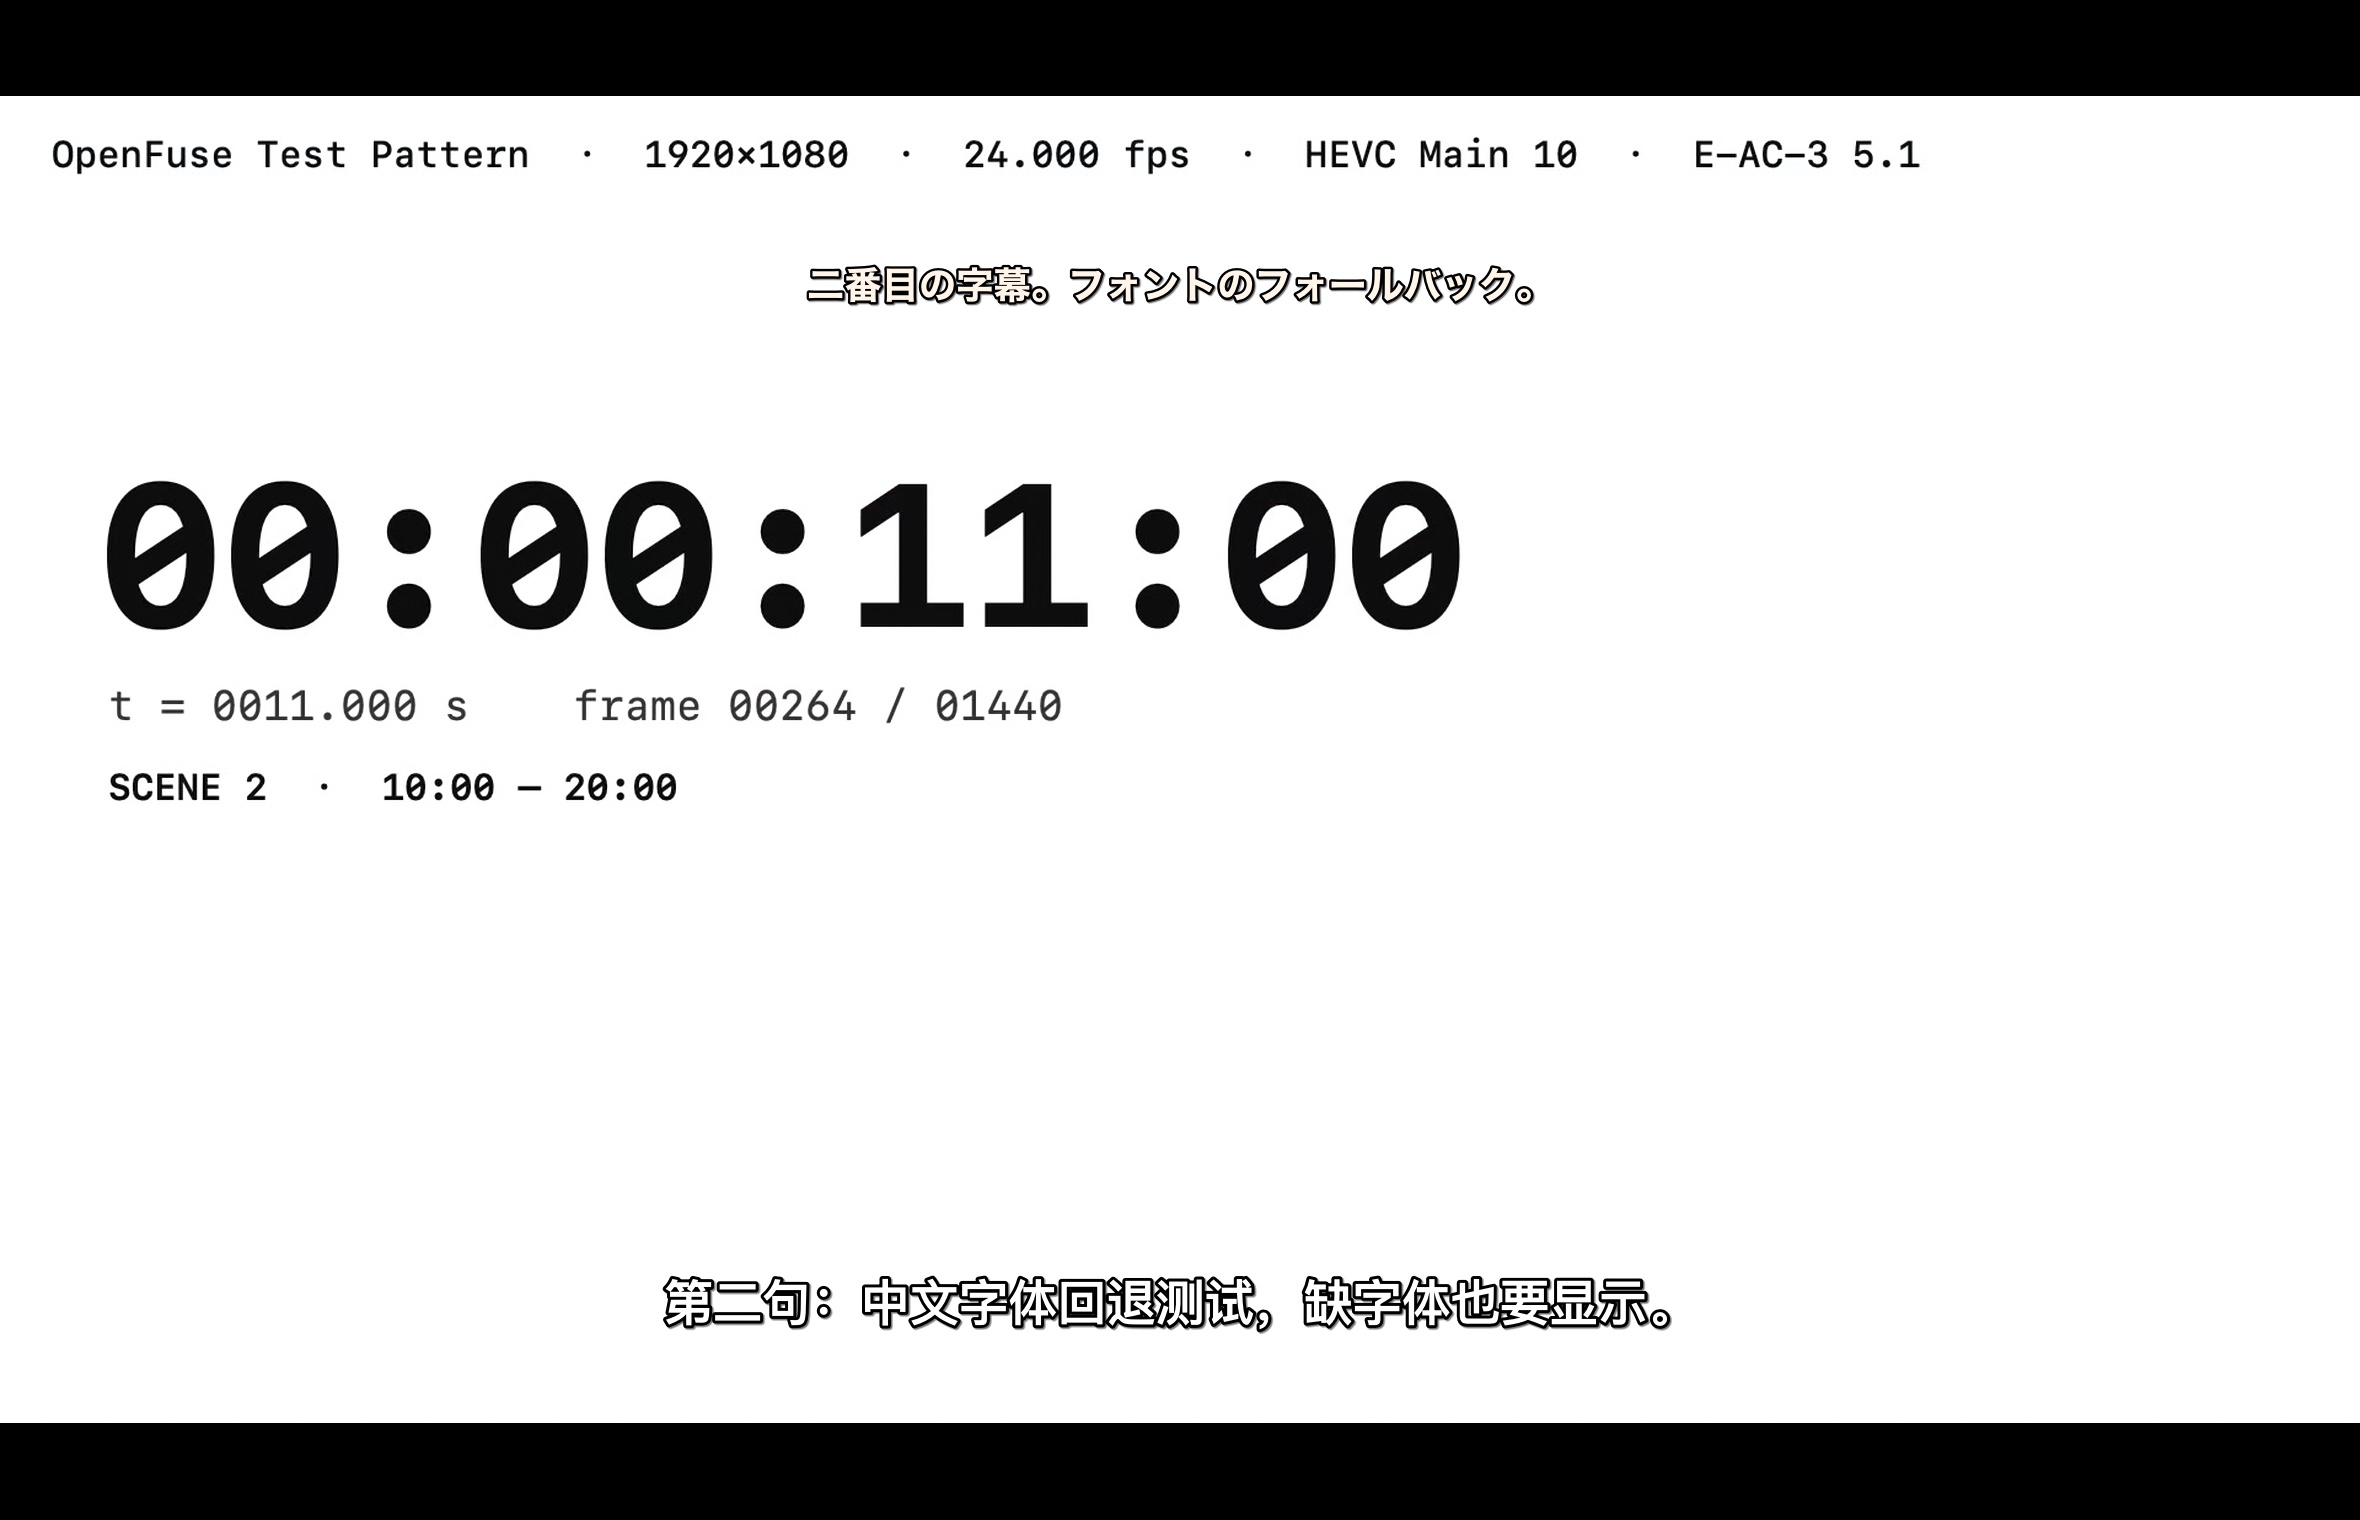 OpenFuse Test Pattern · 1920×1080 · 24.000 fps · HEVC Main 10 · E–AC–3 5.1
二番目の字幕。フォントのフォールバック。
00:00:11:00
t = 0011.000 s frame 00264 / 01440
SCENE 2 · 10:00 — 20:00
第二句：中文字体回退测试，缺字体也要显示。